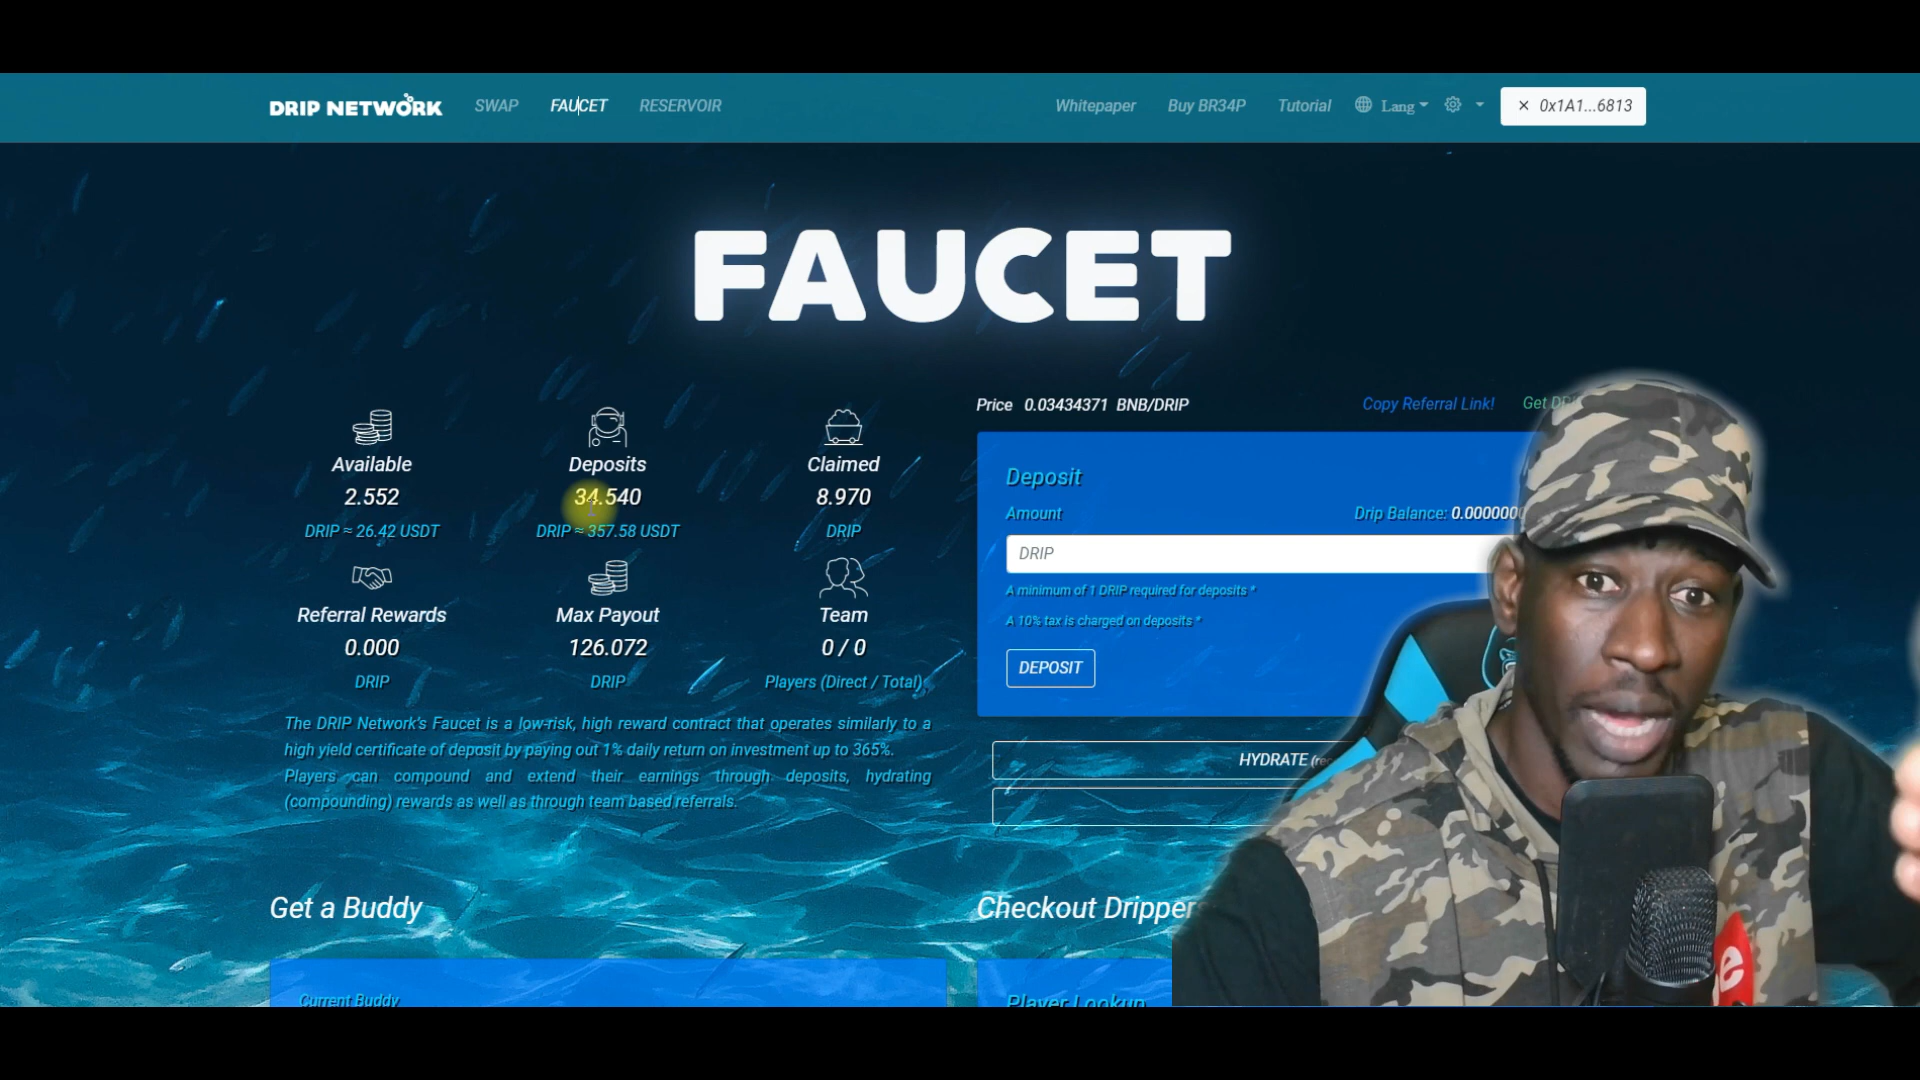 DRIP NETWORK SWAP FAUCET RESERVOIR Whitepaper Buy BR34P Tutorial Lang × 0x1A1...6813
FAUCET
Price 0.03434371 BNB/DRIP Copy Referral Link! Get
Available Deposits Claimed
2.552 34.540 8.970
DRIP ≈ 26.42 USDT DRIP ≈ 357.58 USDT DRIP
Referral Rewards Max Payout Team
0.000 126.072 0 / 0
DRIP DRIP Players (Direct / Total)
The DRIP Network's Faucet is a low-risk, high reward contract that operates similarly to a
high yield certificate of deposit by paying out 1% daily return on investment up to 365%.
Players can compound and extend their earnings through deposits, hydrating
(compounding) rewards as well as through team based referrals.
Deposit
Amount Drip Balance: 0.000000
DRIP
A minimum of 1 DRIP required for deposits *
A 10% tax is charged on deposits *
DEPOSIT
HYDRATE
Get a Buddy Checkout Drippers
Current Buddy Player Lookup